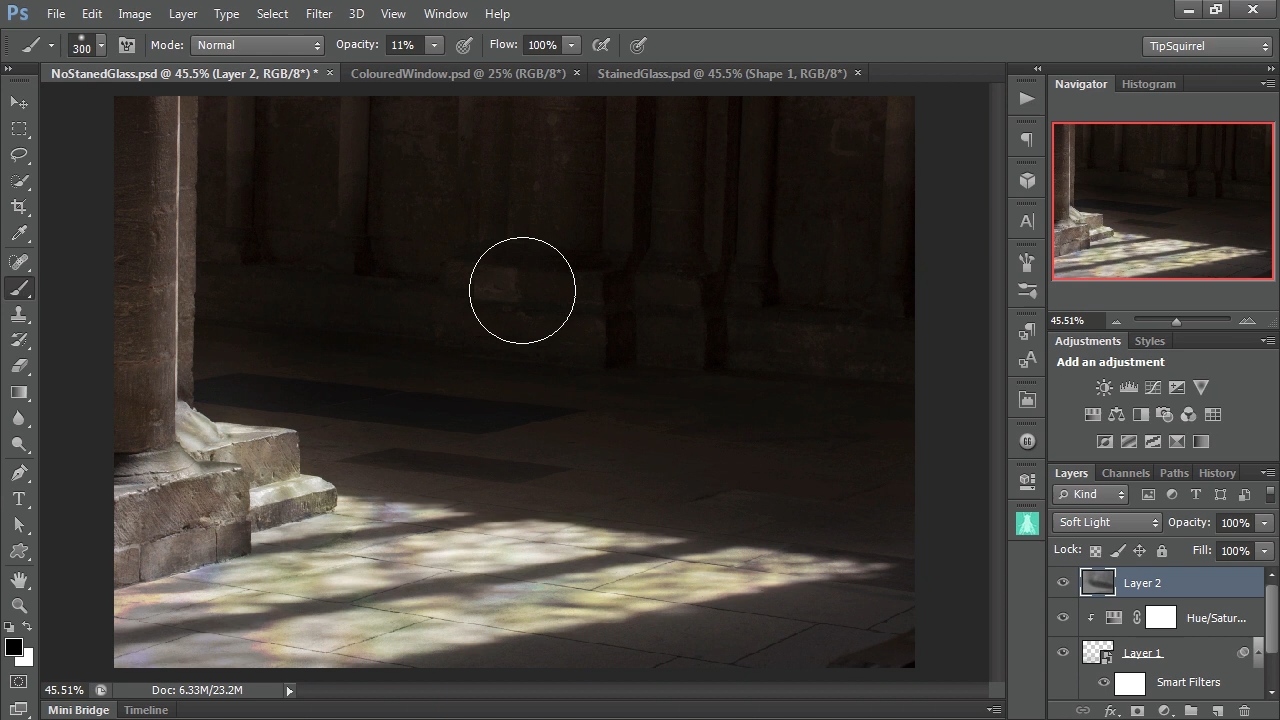 Ps File Edit Image Layer Type Select Filter 3D View Window Help
300 Mode: Normal Opacity: 11% Flow: 100% TipSquirrel
NoStanedGlass.psd @ 45.5% (Layer 2, RGB/8*) * × ColouredWindow.psd @ 25% (RGB/8*) × StainedGlass.psd @ 45.5% (Shape 1, RGB/8*) ×
Navigator Histogram
45.51%
Adjustments Styles
Add an adjustment
Layers Channels Paths History
Kind
Soft Light Opacity: 100%
Lock: Fill: 100%
Layer 2
Hue/Satur...
Layer 1
Smart Filters
45.51% Doc: 6.33M/23.2M
Mini Bridge Timeline